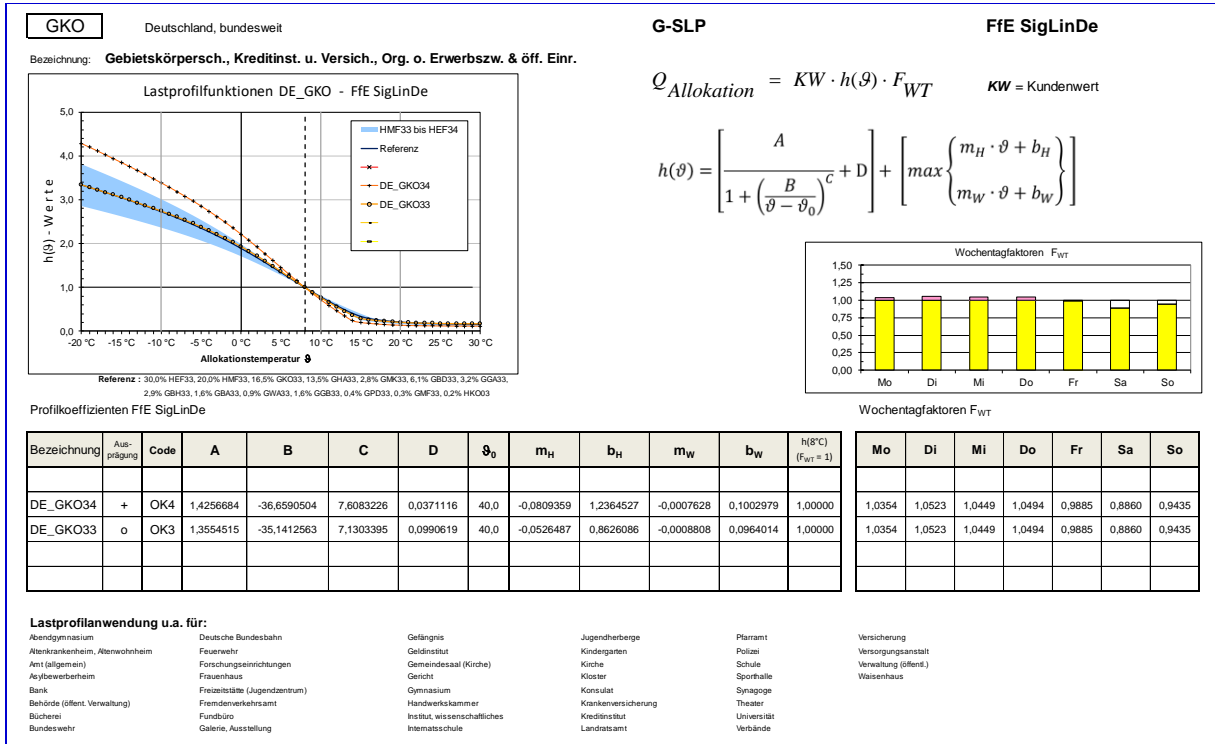 GKO
Deutschland, bundesweit
G-SLP
FfE SigLinDe
Bezeichnung: Gebietskörpersch., Kreditinst. u. Versich., Org. o. Erwerbszw. & öff. Einr.
Q_Allokation = KW · h(ϑ) · F_WT
KW = Kundenwert
h(ϑ) = [ A / (1 + (B / (ϑ − ϑ₀))^C) + D ] + [ max { m_H · ϑ + b_H ; m_W · ϑ + b_W } ]
Lastprofilfunktionen DE_GKO - FfE SigLinDe
h(ϑ) - Werte
5,0
4,0
3,0
2,0
1,0
0,0
HMF33 bis HEF34
Referenz
DE_GKO34
DE_GKO33
-20 °C -15 °C -10 °C -5 °C 0 °C 5 °C 10 °C 15 °C 20 °C 25 °C 30 °C
Allokationstemperatur ϑ
Referenz : 30,0% HEF33, 20,0% HMF33, 16,5% GKO33, 13,5% GHA33, 2,8% GMK33, 6,1% GBD33, 3,2% GGA33,
2,9% GBH33, 1,6% GBA33, 0,9% GWA33, 1,6% GGB33, 0,4% GPD33, 0,3% GMF33, 0,2% HKO03
Wochentagfaktoren F_WT
1,50
1,25
1,00
0,75
0,50
0,25
0,00
Mo Di Mi Do Fr Sa So
Profilkoeffizienten FfE SigLinDe
Wochentagfaktoren F_WT
Bezeichnung Aus-prägung Code A B C D ϑ₀ m_H b_H m_W b_W h(8°C) (F_WT = 1) Mo Di Mi Do Fr Sa So
DE_GKO34 + OK4 1,4256684 -36,6590504 7,6083226 0,0371116 40,0 -0,0809359 1,2364527 -0,0007628 0,1002979 1,00000 1,0354 1,0523 1,0449 1,0494 0,9885 0,8860 0,9435
DE_GKO33 o OK3 1,3554515 -35,1412563 7,1303395 0,0990619 40,0 -0,0526487 0,8626086 -0,0008808 0,0964014 1,00000 1,0354 1,0523 1,0449 1,0494 0,9885 0,8860 0,9435
Lastprofilanwendung u.a. für:
Abendgymnasium Deutsche Bundesbahn Gefängnis Jugendherberge Pfarramt Versicherung
Altenkrankenheim, Altenwohnheim Feuerwehr Geldinstitut Kindergarten Polizei Versorgungsanstalt
Amt (allgemein) Forschungseinrichtungen Gemeindesaal (Kirche) Kirche Schule Verwaltung (öffentl.)
Asylbewerberheim Frauenhaus Gericht Kloster Sporthalle Waisenhaus
Bank Freizeitstätte (Jugendzentrum) Gymnasium Konsulat Synagoge
Behörde (öffent. Verwaltung) Fremdenverkehrsamt Handwerkskammer Krankenversicherung Theater
Bücherei Fundbüro Institut, wissenschaftliches Kreditinstitut Universität
Bundeswehr Galerie, Ausstellung Internatsschule Landratsamt Verbände